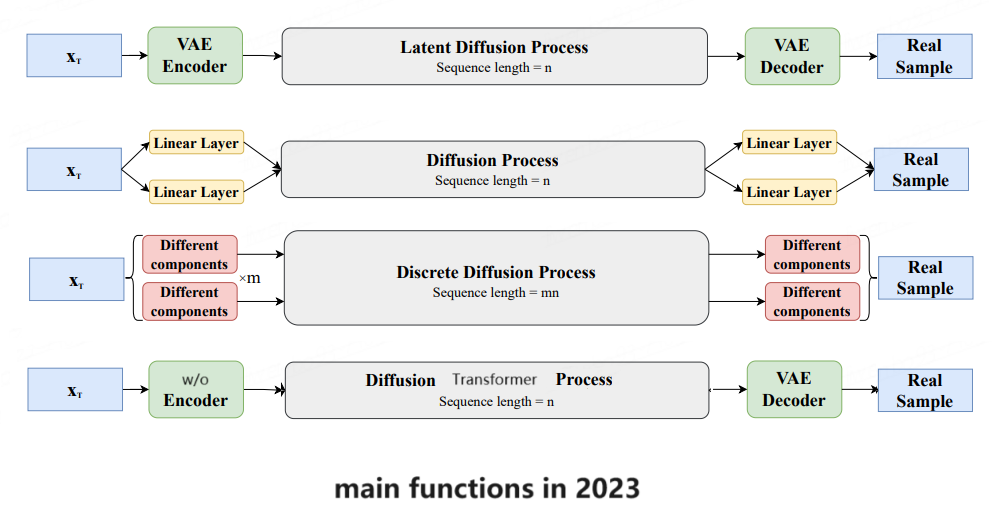 x_T
VAE
Encoder
Latent Diffusion Process
Sequence length = n
VAE
Decoder
Real
Sample
x_T
Linear Layer
Linear Layer
Diffusion Process
Sequence length = n
Linear Layer
Linear Layer
Real
Sample
x_T
Different
components
×m
Different
components
Discrete Diffusion Process
Sequence length = mn
Different
components
Different
components
Real
Sample
x_T
w/o
Encoder
Diffusion Transformer Process
Sequence length = n
VAE
Decoder
Real
Sample
main functions in 2023